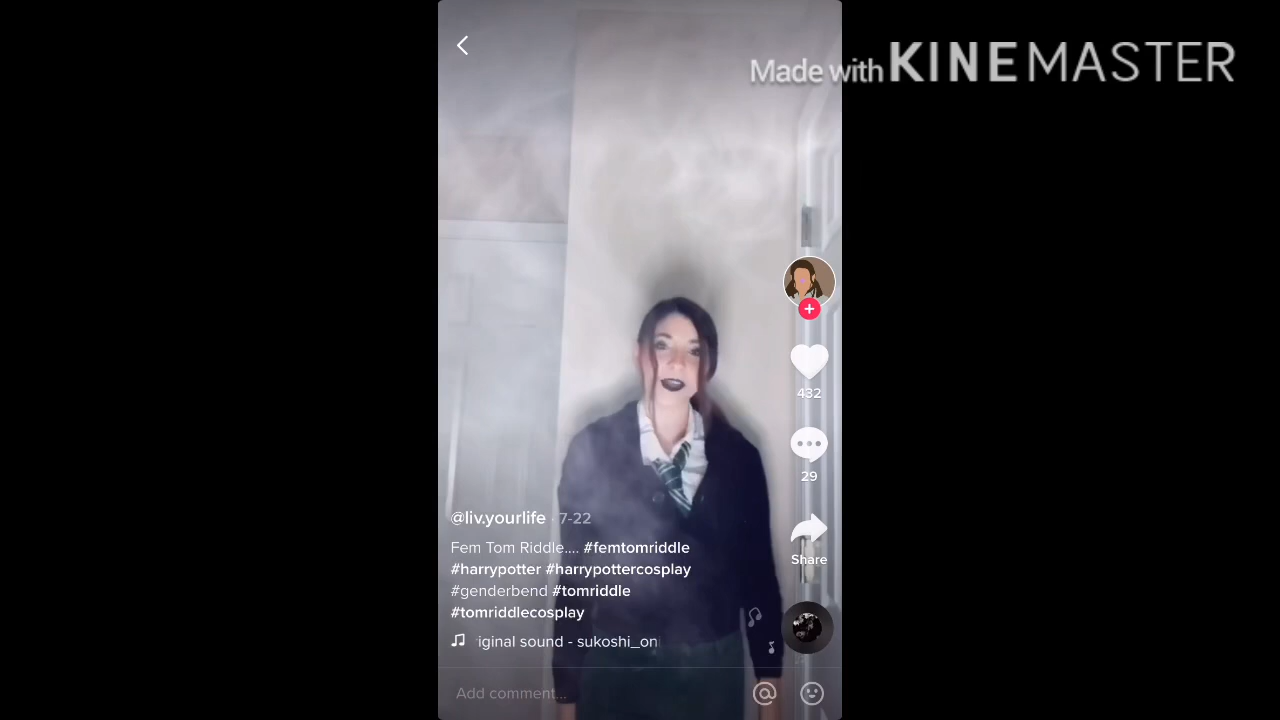 Made with KINEMASTER
432
29
@liv.yourlife · 7-22
Fem Tom Riddle.... #femtomriddle
#harrypotter #harrypottercosplay
#genderbend #tomriddle
#tomriddlecosplay
Share
iginal sound - sukoshi_on
Add comment...